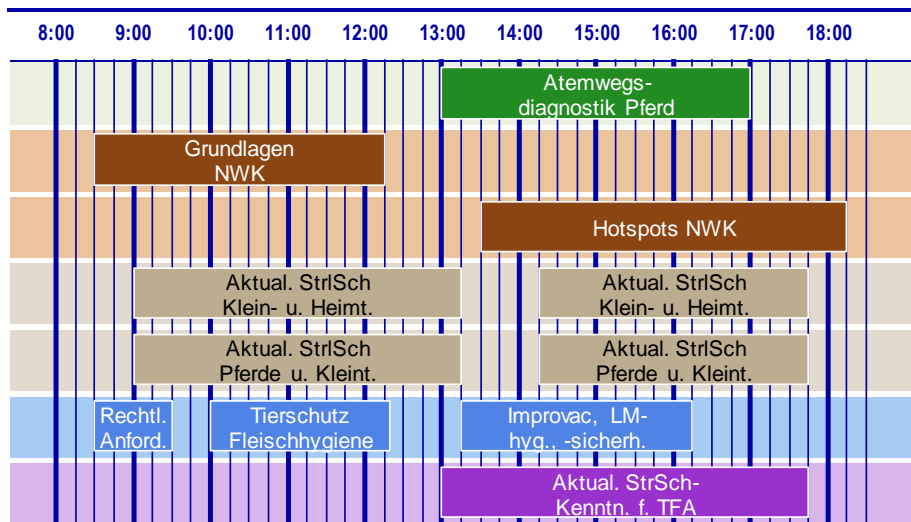 8:00 9:00 10:00 11:00 12:00 13:00 14:00 15:00 16:00 17:00 18:00
Atemwegs-
diagnostik Pferd
Grundlagen
NWK
Hotspots NWK
Aktual. StrlSch
Klein- u. Heimt.
Aktual. StrlSch
Klein- u. Heimt.
Aktual. StrlSch
Pferde u. Kleint.
Aktual. StrlSch
Pferde u. Kleint.
Rechtl.
Anford.
Tierschutz
Fleischhygiene
Improvac, LM-
hyg., -sicherh.
Aktual. StrSch-
Kenntn. f. TFA